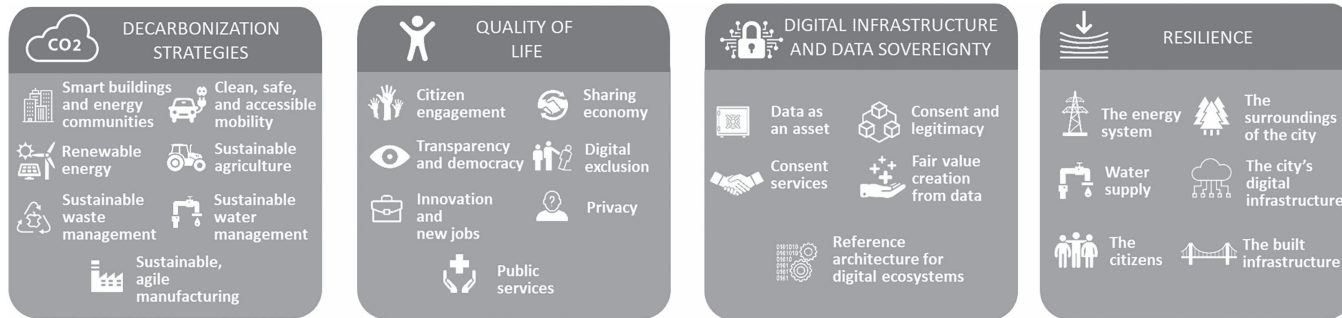 CO2
DECARBONIZATION
STRATEGIES
Smart buildings
and energy
communities
Clean, safe,
and accessible
mobility
Renewable
energy
Sustainable
agriculture
Sustainable
waste
management
Sustainable
water
management
Sustainable,
agile
manufacturing
QUALITY OF
LIFE
Citizen
engagement
Sharing
economy
Transparency
and democracy
Digital
exclusion
Innovation
and
new jobs
?
Privacy
Public
services
DIGITAL INFRASTRUCTURE
AND DATA SOVEREIGNTY
Data as
an asset
Consent and
legitimacy
Consent
services
Fair value
creation
from data
Reference
architecture for
digital ecosystems
RESILIENCE
The energy
system
The
surroundings
of the city
Water
supply
The city's
digital
infrastructure
The
citizens
The built
infrastructure